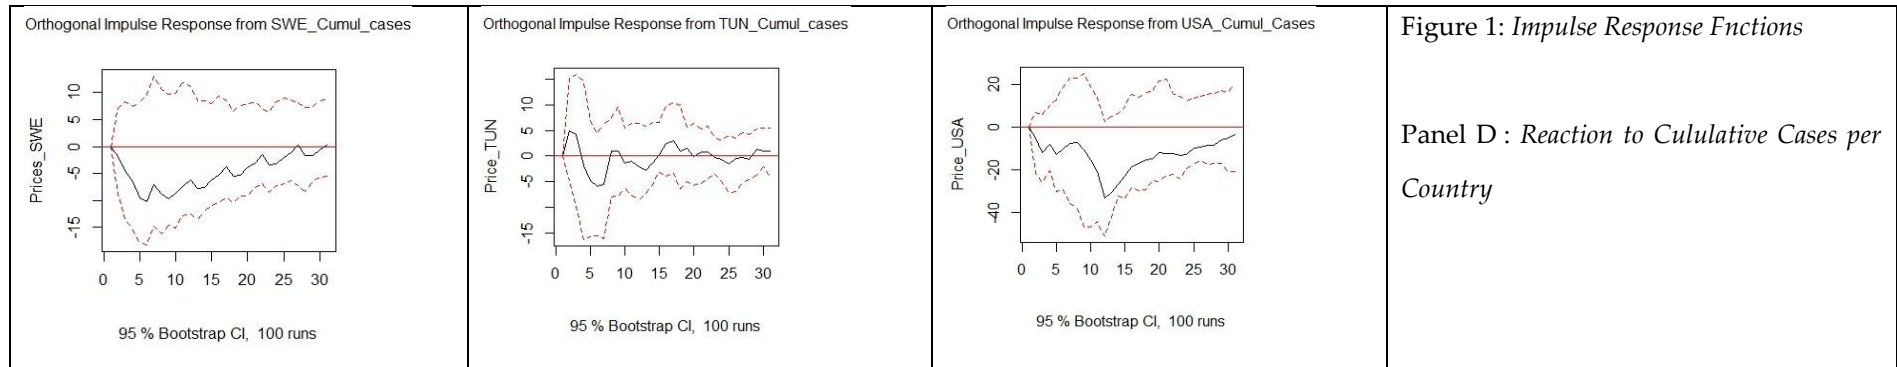 Orthogonal Impulse Response from SWE_Cumul_cases
Prices_SWE
10
5
0
-5
-15
0 5 10 15 20 25 30
95 % Bootstrap CI, 100 runs
Orthogonal Impulse Response from TUN_Cumul_cases
Price_TUN
10
5
0
-5
-15
0 5 10 15 20 25 30
95 % Bootstrap CI, 100 runs
Orthogonal Impulse Response from USA_Cumul_Cases
Price_USA
20
0
-20
-40
0 5 10 15 20 25 30
95 % Bootstrap CI, 100 runs
Figure 1: Impulse Response Fnctions
Panel D : Reaction to Cululative Cases per
Country